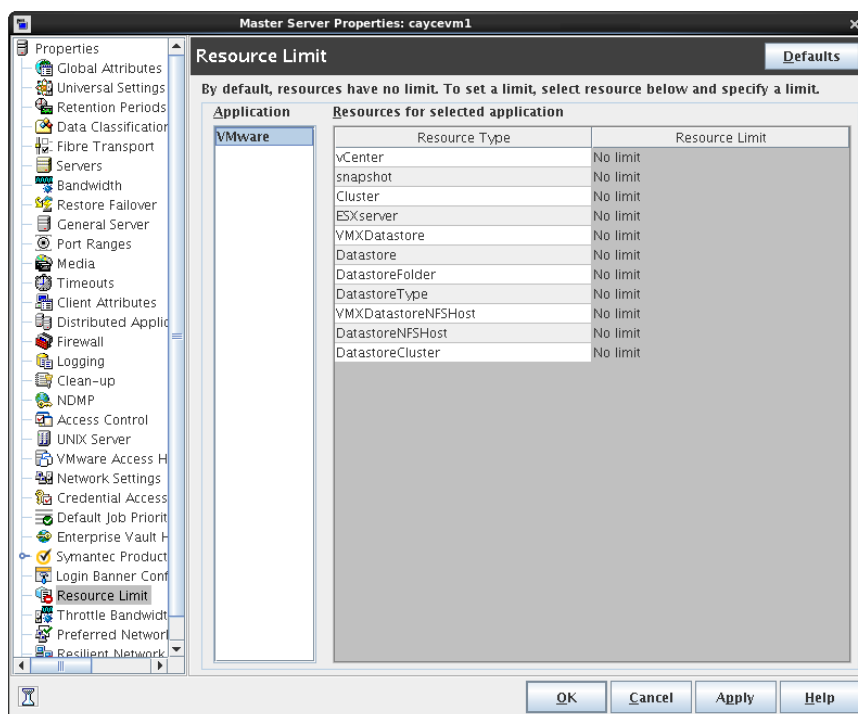 Master Server Properties: caycevm1
Properties
Global Attributes
Universal Settings
Retention Periods
Data Classification
Fibre Transport
Servers
Bandwidth
Restore Failover
General Server
Port Ranges
Media
Timeouts
Client Attributes
Distributed Applic
Firewall
Logging
Clean-up
NDMP
Access Control
UNIX Server
VMware Access H
Network Settings
Credential Access
Default Job Priorit
Enterprise Vault H
Symantec Product
Login Banner Conf
Resource Limit
Throttle Bandwidt
Preferred Networ
Resilient Network
Resource Limit
Defaults
By default, resources have no limit. To set a limit, select resource below and specify a limit.
Application
Resources for selected application
VMware
Resource Type Resource Limit
vCenter No limit
snapshot No limit
Cluster No limit
ESXserver No limit
VMXDatastore No limit
Datastore No limit
DatastoreFolder No limit
DatastoreType No limit
VMXDatastoreNFSHost No limit
DatastoreNFSHost No limit
DatastoreCluster No limit
OK Cancel Apply Help